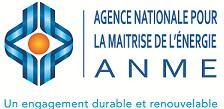 AGENCE NATIONALE POUR
LA MAITRISE DE L'ÉNERGIE
ANME
Un engagement durable et renouvelable